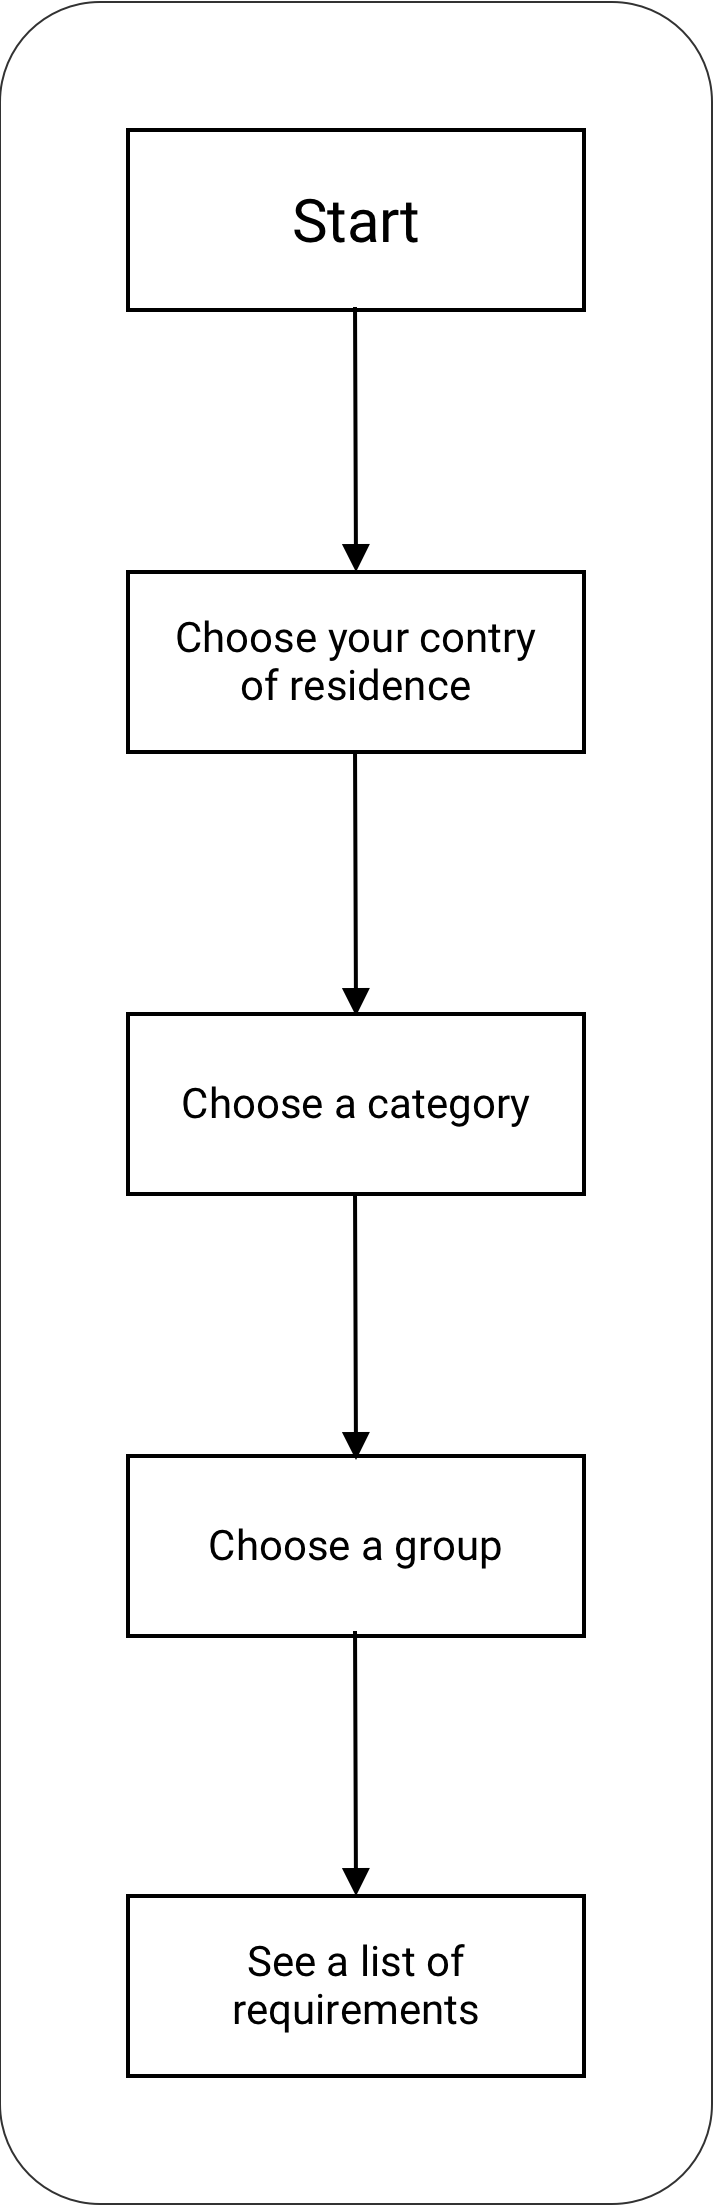 Start
Choose your contry
of residence
Choose a category
Choose a group
See a list of
requirements